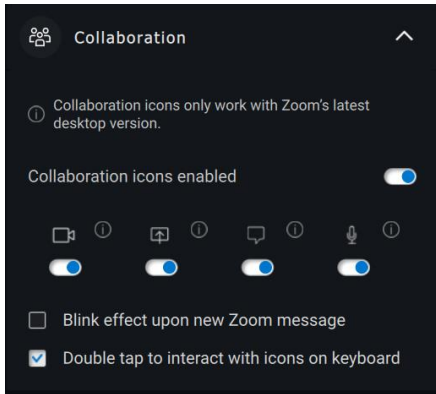 Collaboration
Collaboration icons only work with Zoom's latest
desktop version.
Collaboration icons enabled
Blink effect upon new Zoom message
Double tap to interact with icons on keyboard